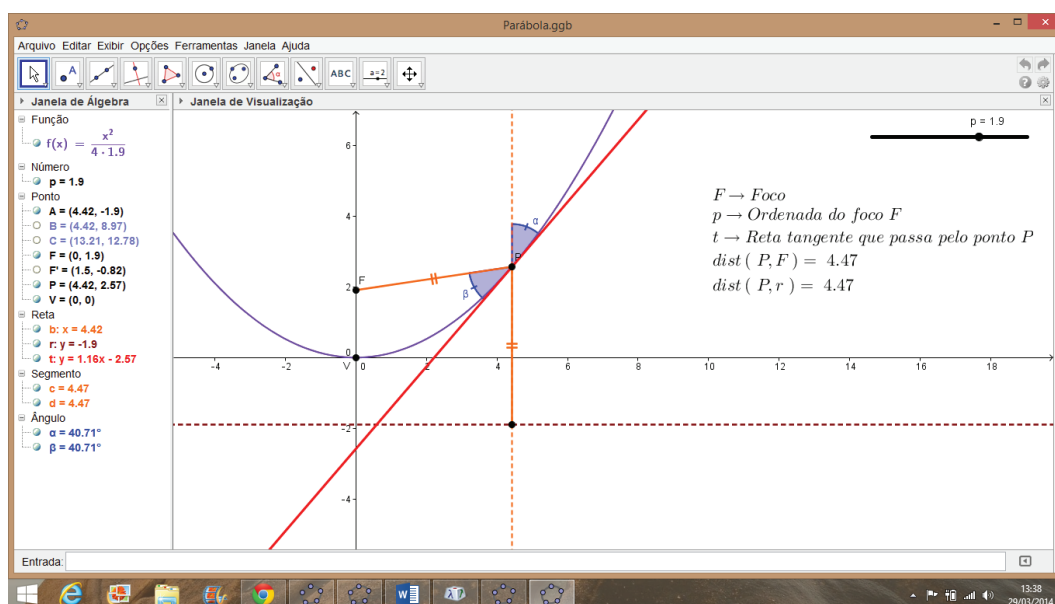 Parábola.ggb
Arquivo Editar Exibir Opções Ferramentas Janela Ajuda
A
ABC
a=2
Janela de Álgebra
Janela de Visualização
Função
f(x) = x² / 4 · 1.9
Número
p = 1.9
Ponto
A = (4.42, -1.9)
B = (4.42, 8.97)
C = (13.21, 12.78)
F = (0, 1.9)
F' = (1.5, -0.82)
P = (4.42, 2.57)
V = (0, 0)
Reta
b: x = 4.42
r: y = -1.9
t: y = 1.16x - 2.57
Segmento
c = 4.47
d = 4.47
Ângulo
α = 40.71°
β = 40.71°
p = 1.9
F → Foco
p → Ordenada do foco F
t → Reta tangente que passa pelo ponto P
dist ( P, F ) = 4.47
dist ( P, r ) = 4.47
6
4
2
0
-2
-4
-4 -2 0 2 4 6 8 10 12 14 16 18
F
P
V
α
β
Entrada:
W
13:38
29/03/2014